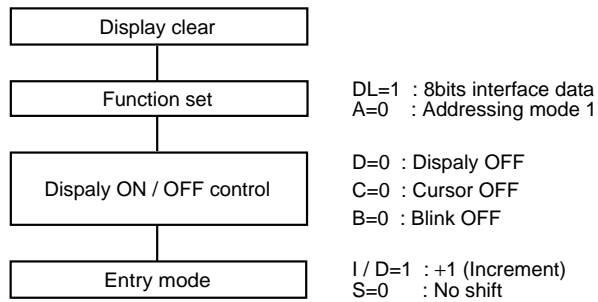 Display clear
Function set
DL=1 : 8bits interface data
A=0 : Addressing mode 1
Dispaly ON / OFF control
D=0 : Dispaly OFF
C=0 : Cursor OFF
B=0 : Blink OFF
Entry mode
I / D=1 : +1 (Increment)
S=0 : No shift